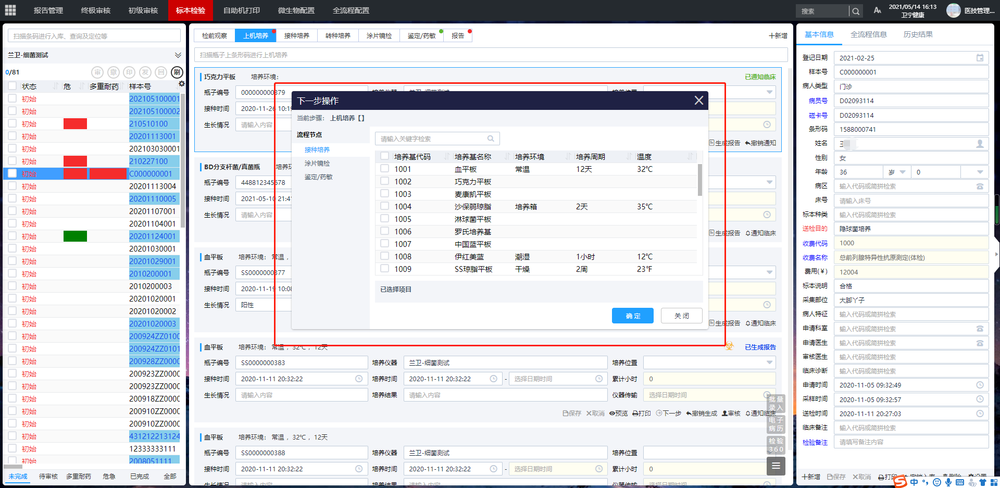 报告管理 终极审核 初级审核 标本检验 自助机打印 微生物配置 全流程配置 搜索 2021/05/14 16:13 卫宁健康 医技管理...
扫描条码进行入库、查询及定位等
兰卫-细菌测试
0/81 审 撤 印 发 回 刷
状态 危 多重耐药 样本号
初始 202105100001
初始 202105100002
初始 210510100
初始 20201113001
初始 202103030001
初始 210227100
初始 C000000001
初始 20201113004
初始 20201110005
初始 20201107001
初始 20201104001
初始 20201124001
初始 20201030001
初始 20201029001
初始 2010200001
初始 2010200003
初始 20201020001
初始 20201020002
初始 20201020003
初始 200924ZZ0100
初始 200924ZZ0101
初始 200928ZZ0000
初始 200923ZZ0000
初始 200923ZZ0000
初始 200918ZZ0000
初始 200910ZZ0000
初始 200910ZZ0000
初始 431212213124
初始 12333333111
初始 2008051111
未完成 待审核 多重耐药 危急 已完成 全部
检前观察 上机培养 接种培养 转种培养 涂片镜检 鉴定/药敏 报告 十新增
扫描瓶子上条形码进行上机培养
巧克力平板 培养环境： 已通知临床
瓶子编号 000000000379
接种时间 2020-11-26 10:19
生长情况 请输入内容
生成报告 撤销通知
BD分支杆菌/真菌瓶
瓶子编号 448812345678
接种时间 2021-05-10 21:41
生长情况 请输入内容
生成报告 通知临床
血平板 培养环境： 常温，
瓶子编号 SS0000000377
接种时间 2020-11-19 10:08
生长情况 阳性
生成报告 通知临床
下一步操作
当前步骤： 上机培养【】
流程节点
接种培养
涂片镜检
鉴定/药敏
请输入关键字检索
培养基代码 培养基名称 培养环境 培养周期 温度
1001 血平板 常温 12天 32℃
1002 巧克力平板
1003 麦康凯平板
1004 沙保弱琼脂 培养箱 2天 35℃
1005 淋球菌平板
1006 罗氏培养基
1007 中国蓝平板
1008 伊红美蓝 潮湿 1小时 12℃
1009 SS琼脂平板 干燥 2周 23℉
已选择项目
确 定 关 闭
血平板 培养环境： 常温， 32℃， 12天 已生成报告
瓶子编号 SS0000000383 培养仪器 兰卫-细菌测试 培养位置
接种时间 2020-11-11 20:32:22 培养时间 2020-11-11 20:32:22 - 选择日期时间 累计小时 0
生长情况 请输入内容 培养结果 请输入内容 仪器传输 选择日期时间
保存 取消 预览 打印 下一步 撤销生成 审核 通知临床
血平板 培养环境： 常温， 32℃， 12天
瓶子编号 SS0000000388 培养仪器 兰卫-细菌测试 培养位置
接种时间 2020-11-11 20:32:22 培养时间 2020-11-11 20:32:22 - 选择日期时间 累计小时 0
批量录入
电子病历
检验360
基本信息 全流程信息 历史结果
登记日期 2021-02-25
样本号 C000000001
病人类型 门诊
病员号 D02093114
磁卡号 D02093114
条形码 1588000741
姓名
性别 女
年龄 36 岁 0
病区 输入代码或简拼检索
床号 请输入床号
标本种类 输入代码或简拼检索
送检目的 隐球菌培养
收费代码 1000
收费名称 总前列腺特异性抗原测定(体检)
费用(￥) 12004
标本说明 合格
采集部位 大脚丫子
病人特征 输入代码或简拼检索
申请科室 输入代码或简拼检索
申请医生 输入代码或简拼检索
审核医生 输入代码或简拼检索
临床诊断 输入代码或简拼检索
申请时间 2020-11-05 09:32:49
采样时间 2020-11-05 09:32:57
送检时间 2020-11-11 20:27:03
临床备注 输入代码或简拼检索
检验备注 请填写备注内容
十新增 保存 取消 打印
中